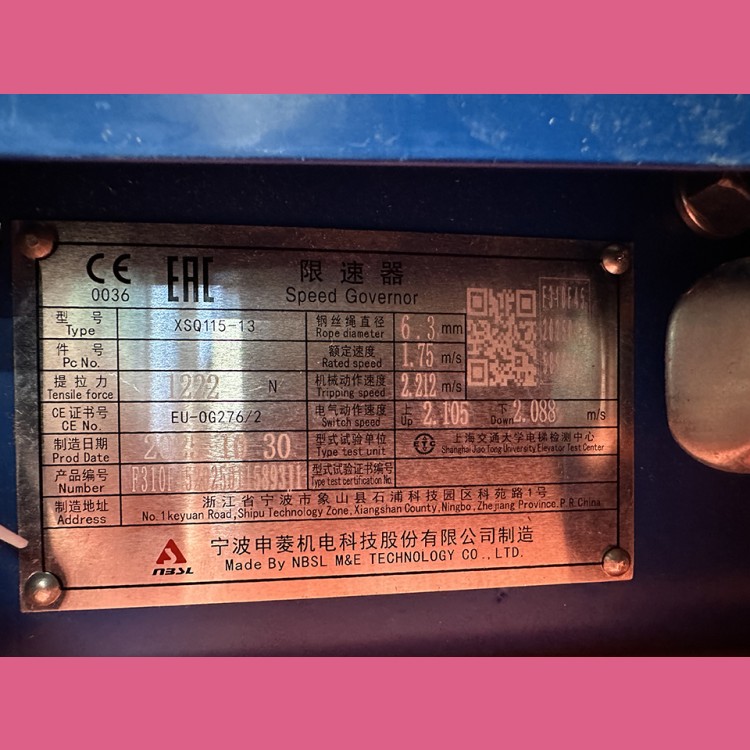 CE
0036
EAC
限速器
Speed Governor
型号
Type
XSQ115-13
钢丝绳直径
Rope diameter
6.3 mm
件号
Pc No.
额定速度
Rated speed
1.75 m/s
提拉力
Tensile force
1222 N
机械动作速度
Tripping speed
2.212 m/s
CE证书号
CE No.
EU-OG276/2
电气动作速度
Switch speed
上
Up
2.105
下
Down
2.088
m/s
制造日期
Prod Date
30
型式试验单位
Type test unit
上海交通大学电梯检测中心
Shanghai Jiao Tong University Elevator Test Center
产品编号
Number
型式试验证书编号
Type test certification No.
制造地址
Address
浙江省宁波市象山县石浦科技园区科苑路1号
No.1keyuan Road,Shipu Technology Zone,Xiangshan County,Ningbo,Zhejiang Province,P.R.China
NBSL
宁波申菱机电科技股份有限公司制造
Made By NBSL M&E TECHNOLOGY CO.,LTD.